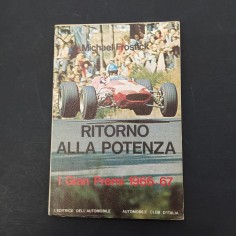 Michael Frostick
RITORNO
ALLA POTENZA
I Gran Premi 1966-67
L'EDITRICE DELL'AUTOMOBILE AUTOMOBILE CLUB D'ITALIA